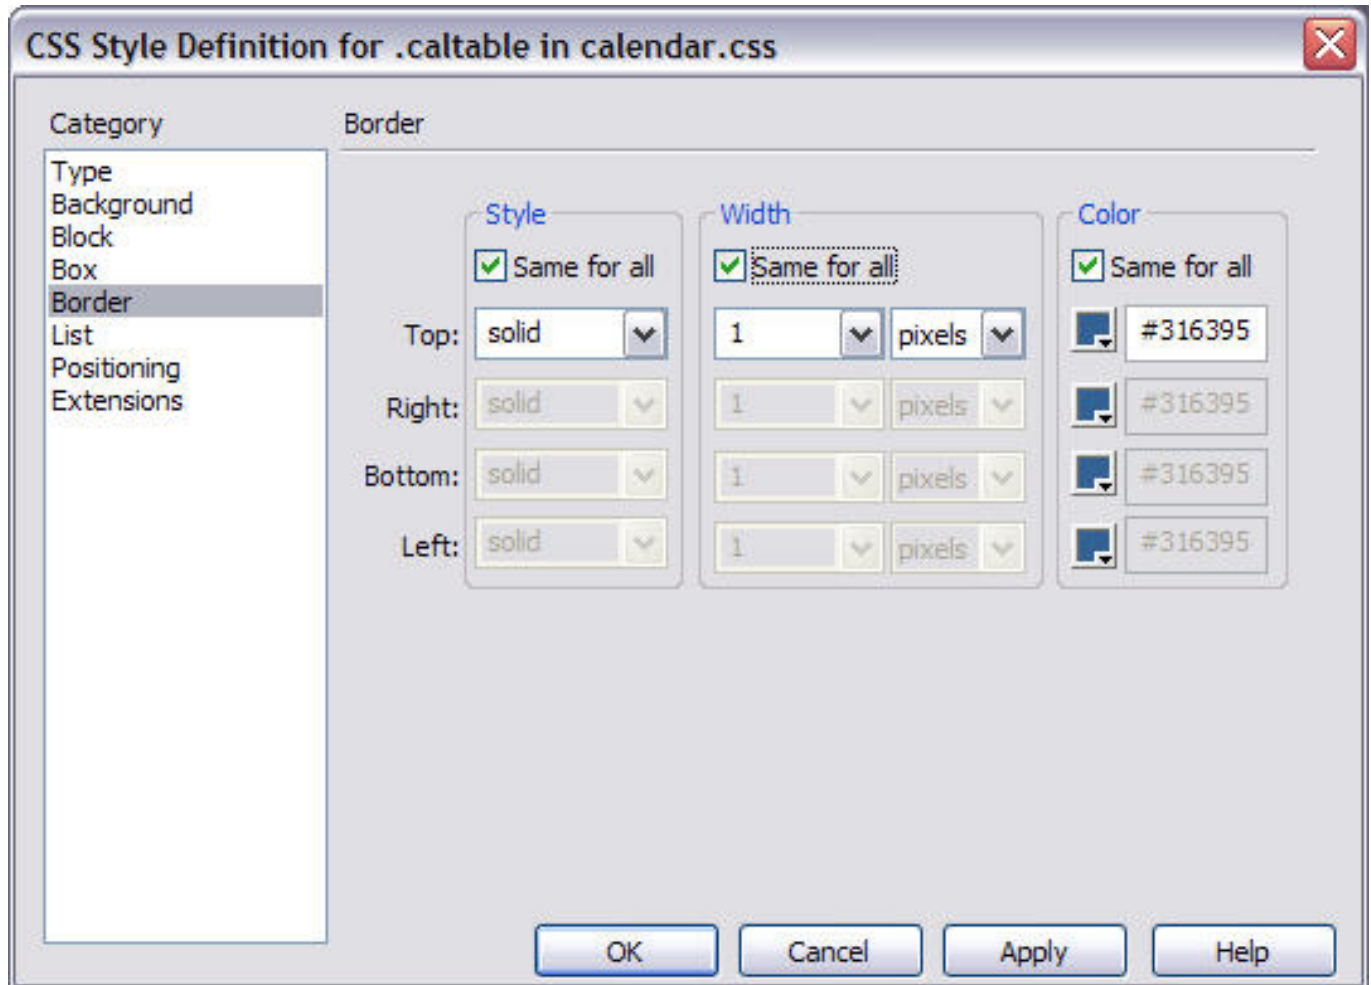 CSS Style Definition for .caltable in calendar.css
Category
Border
Type
Background
Block
Box
Border
List
Positioning
Extensions
Style Width Color
Same for all Same for all Same for all
Top: solid 1 pixels #316395
Right: solid 1 pixels #316395
Bottom: solid 1 pixels #316395
Left: solid 1 pixels #316395
OK Cancel Apply Help